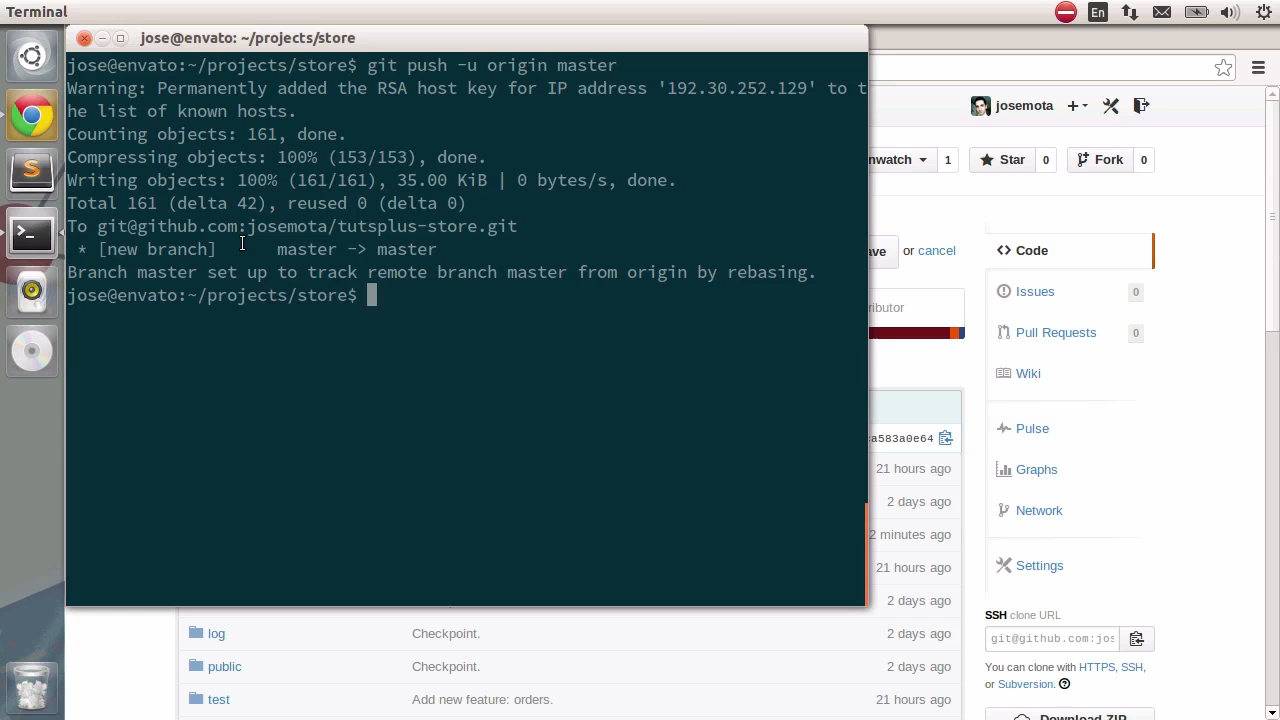 Terminal
En
jose@envato: ~/projects/store
jose@envato:~/projects/store$ git push -u origin master
Warning: Permanently added the RSA host key for IP address '192.30.252.129' to t
he list of known hosts.
Counting objects: 161, done.
Compressing objects: 100% (153/153), done.
Writing objects: 100% (161/161), 35.00 KiB | 0 bytes/s, done.
Total 161 (delta 42), reused 0 (delta 0)
To git@github.com:josemota/tutsplus-store.git
* [new branch]      master -> master
Branch master set up to track remote branch master from origin by rebasing.
jose@envato:~/projects/store$
josemota
nwatch 1 Star 0 Fork 0
ave or cancel
ributor
a583a0e64
21 hours ago
2 days ago
2 minutes ago
21 hours ago
2 days ago
log Checkpoint. 2 days ago
public Checkpoint. 2 days ago
test Add new feature: orders. 21 hours ago
Code
Issues 0
Pull Requests 0
Wiki
Pulse
Graphs
Network
Settings
SSH clone URL
git@github.com:jos
You can clone with HTTPS, SSH,
or Subversion.
Download ZIP